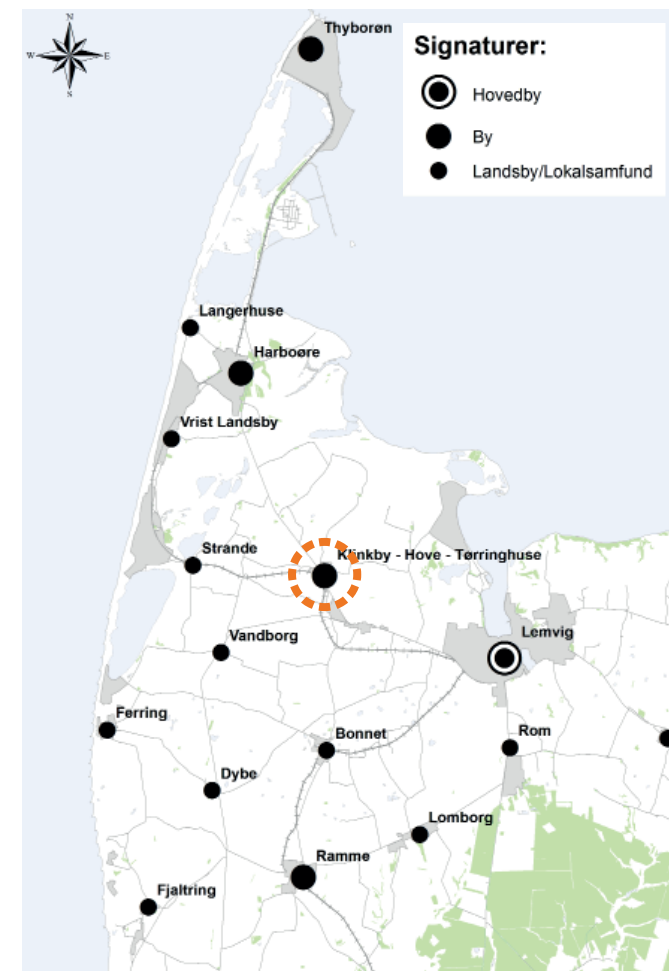 Thyborøn
Signaturer:
N
W
E
S
Hovedby
By
Landsby/Lokalsamfund
Langerhuse
Harboøre
Vrist Landsby
Strande
Klinkby - Hove - Tørringhuse
Lemvig
Vandborg
Ferring
Bonnet
Rom
Dybe
Lomborg
Ramme
Fjaltring